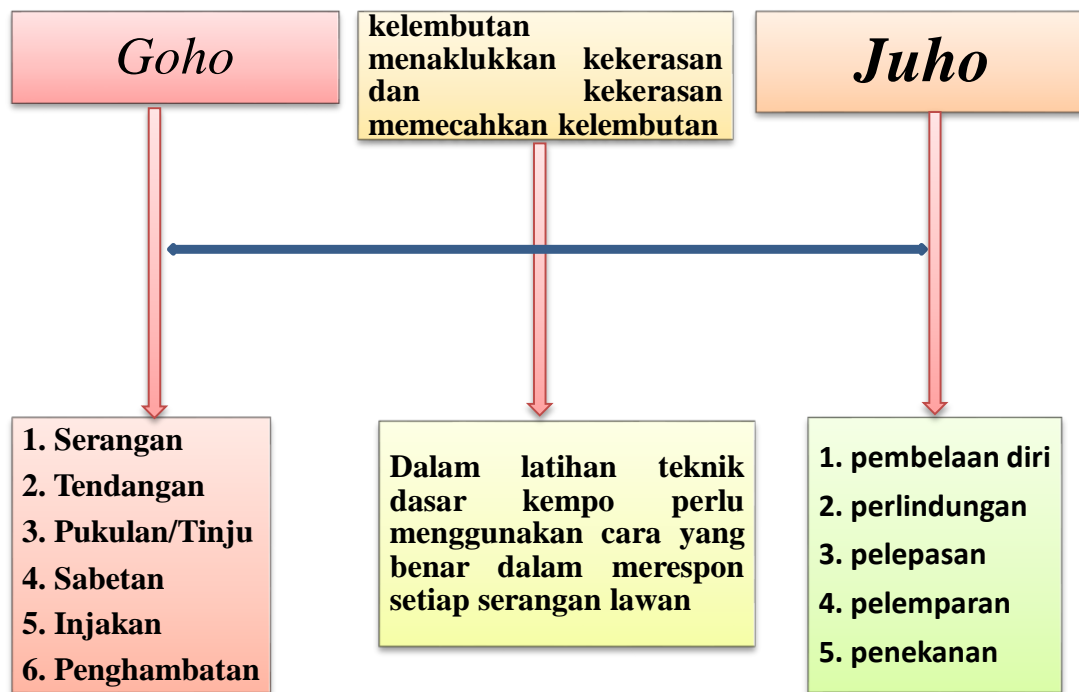 Goho
kelembutan
menaklukkan kekerasan
dan kekerasan
memecahkan kelembutan
Juho
1. Serangan
2. Tendangan
3. Pukulan/Tinju
4. Sabetan
5. Injakan
6. Penghambatan
Dalam latihan teknik
dasar kempo perlu
menggunakan cara yang
benar dalam merespon
setiap serangan lawan
1. pembelaan diri
2. perlindungan
3. pelepasan
4. pelemparan
5. penekanan